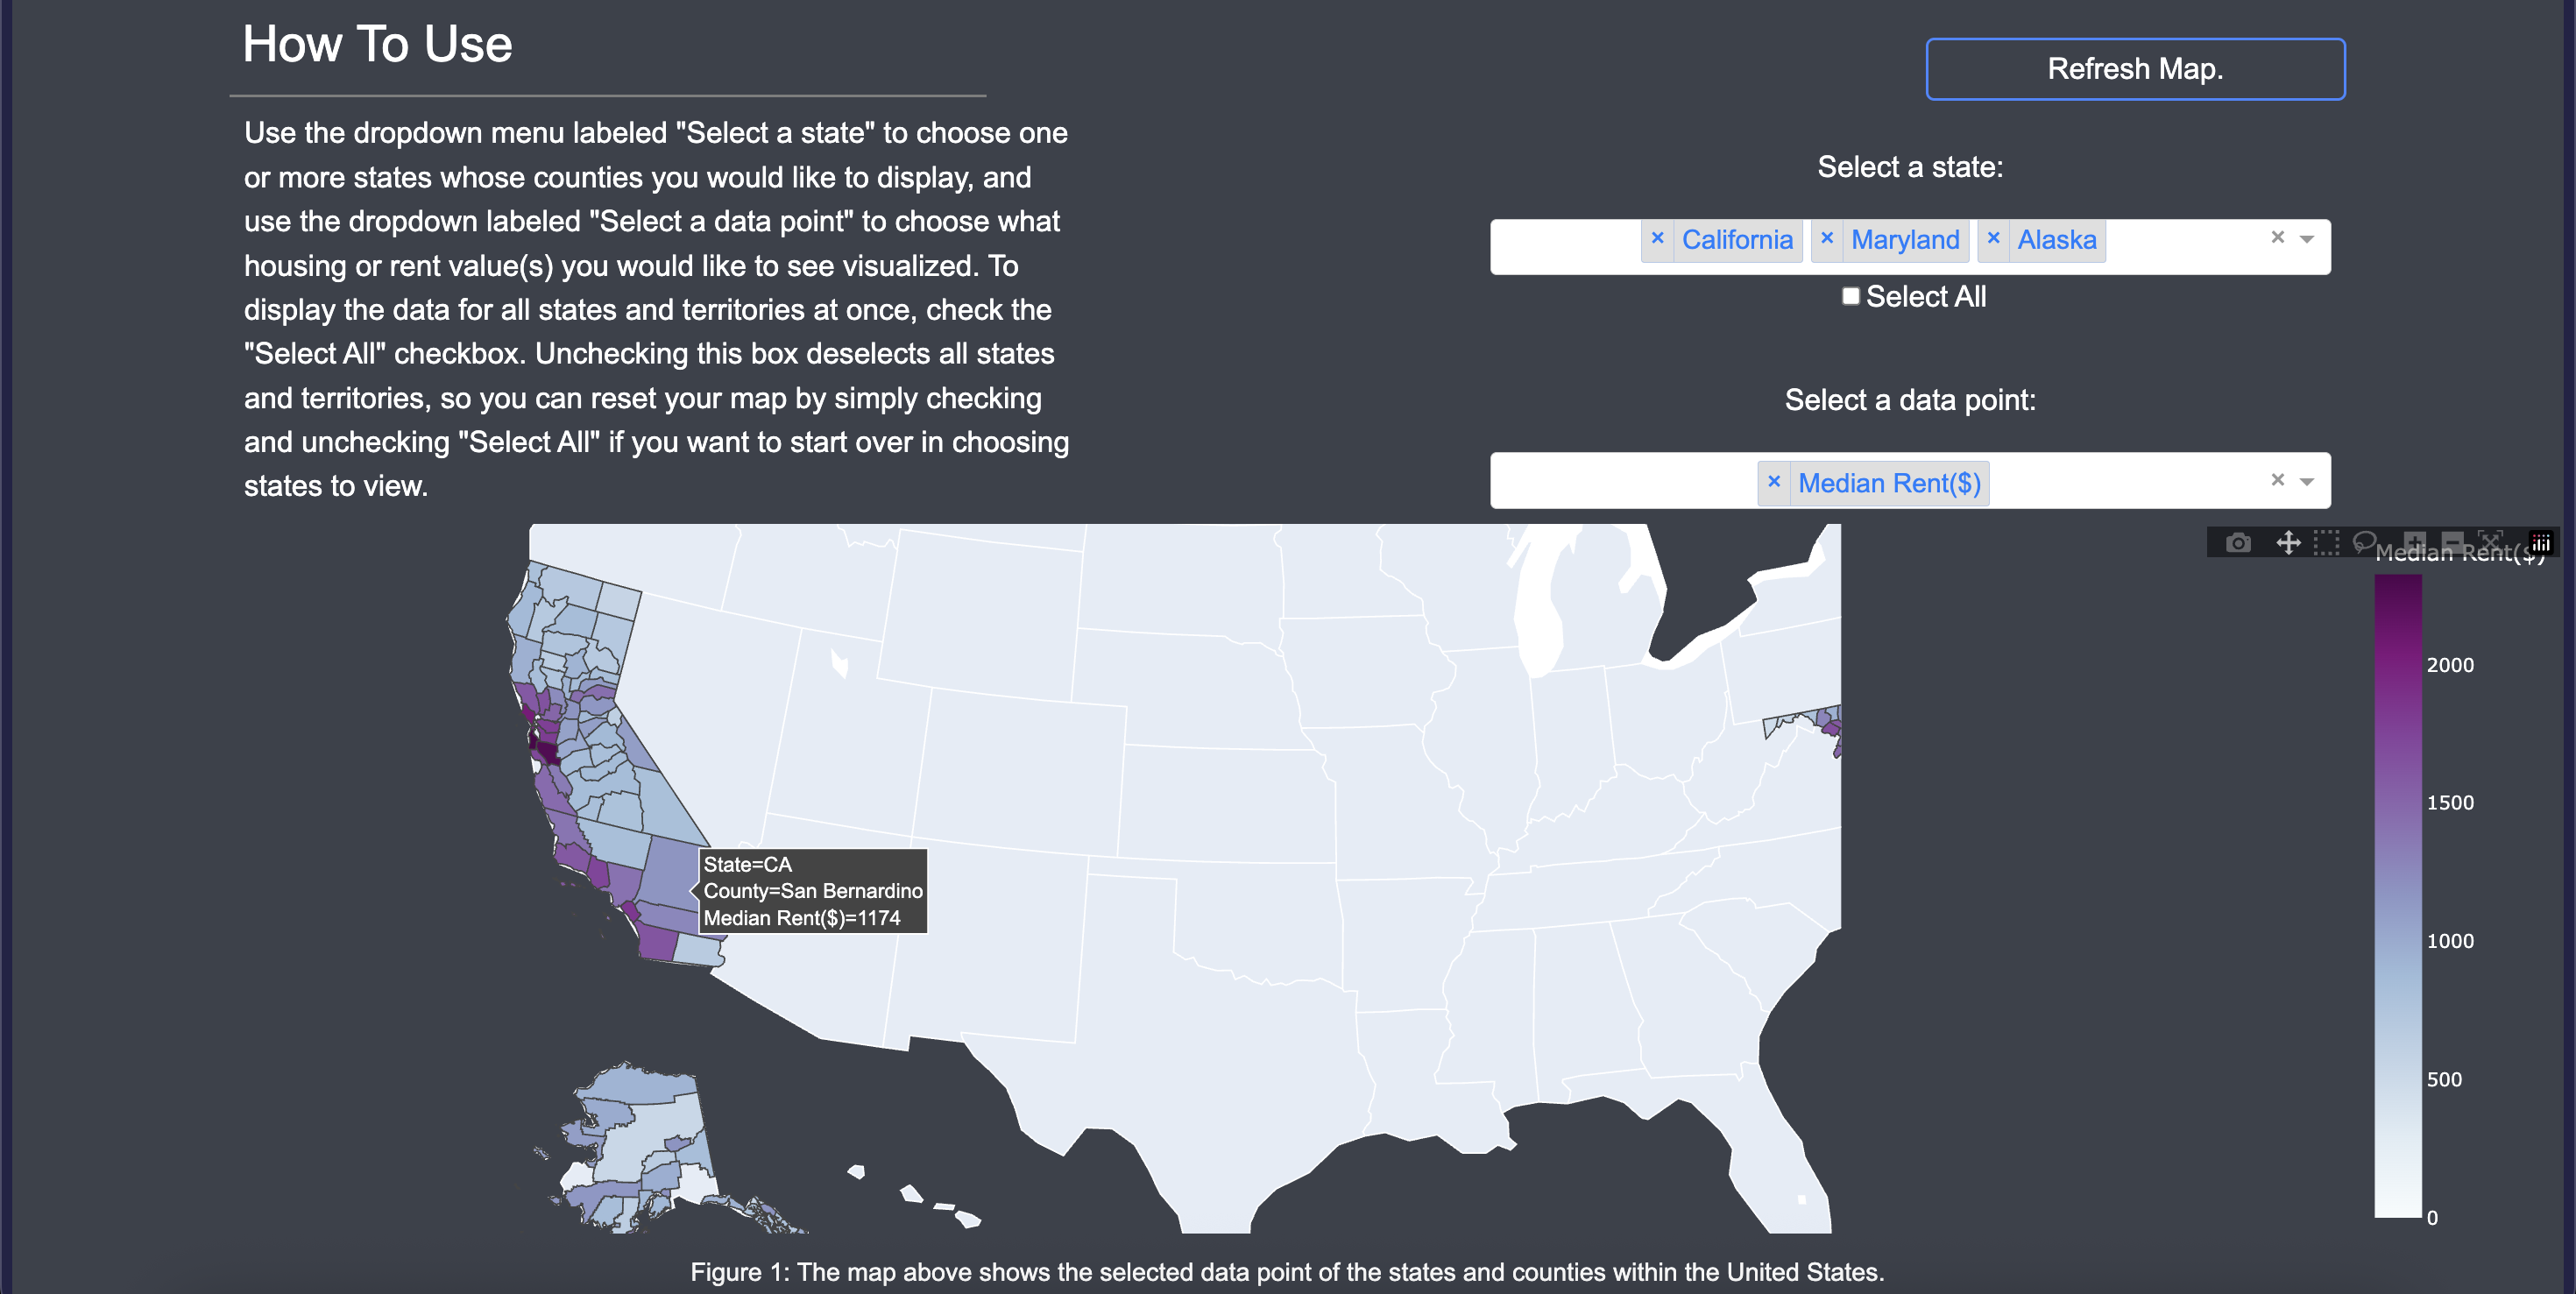 How To Use
Use the dropdown menu labeled "Select a state" to choose one
or more states whose counties you would like to display, and
use the dropdown labeled "Select a data point" to choose what
housing or rent value(s) you would like to see visualized. To
display the data for all states and territories at once, check the
"Select All" checkbox. Unchecking this box deselects all states
and territories, so you can reset your map by simply checking
and unchecking "Select All" if you want to start over in choosing
states to view.
Refresh Map.
Select a state:
× California × Maryland × Alaska ×
Select All
Select a data point:
× Median Rent($) ×
Median Rent($)
2000
1500
1000
500
0
State=CA
County=San Bernardino
Median Rent($)=1174
Figure 1: The map above shows the selected data point of the states and counties within the United States.